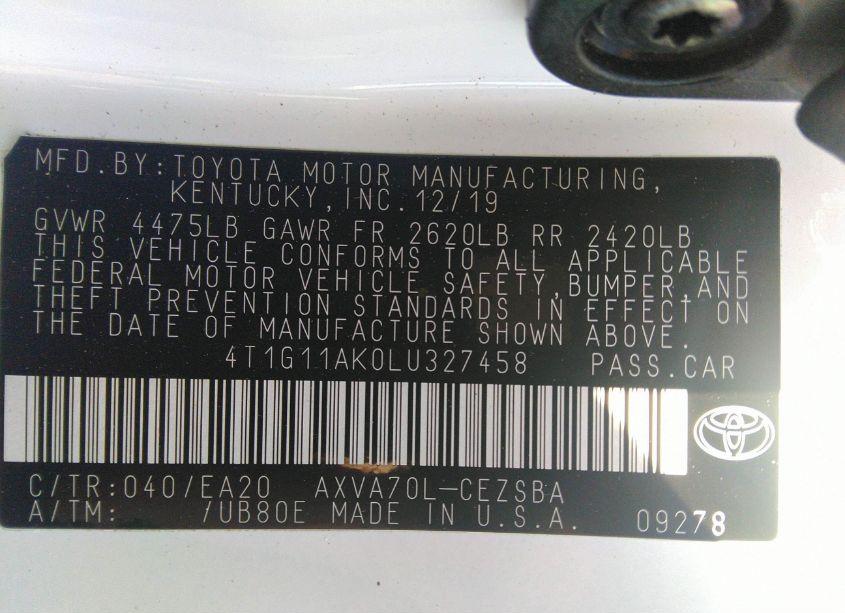 MFD.BY:TOYOTA MOTOR MANUFACTURING,
KENTUCKY,INC.12/19
GVWR 4475LB GAWR FR 2620LB RR 2420LB
THIS VEHICLE CONFORMS TO ALL APPLICABLE
FEDERAL MOTOR VEHICLE SAFETY,BUMPER,AND
THEFT PREVENTION STANDARDS IN EFFECT ON
THE DATE OF MANUFACTURE SHOWN ABOVE.
4T1G11AK0LU327458 PASS.CAR
C/TR:040/EA20 AXVA70L-CEZSBA
A/TM: /UB80E MADE IN U.S.A. 09278